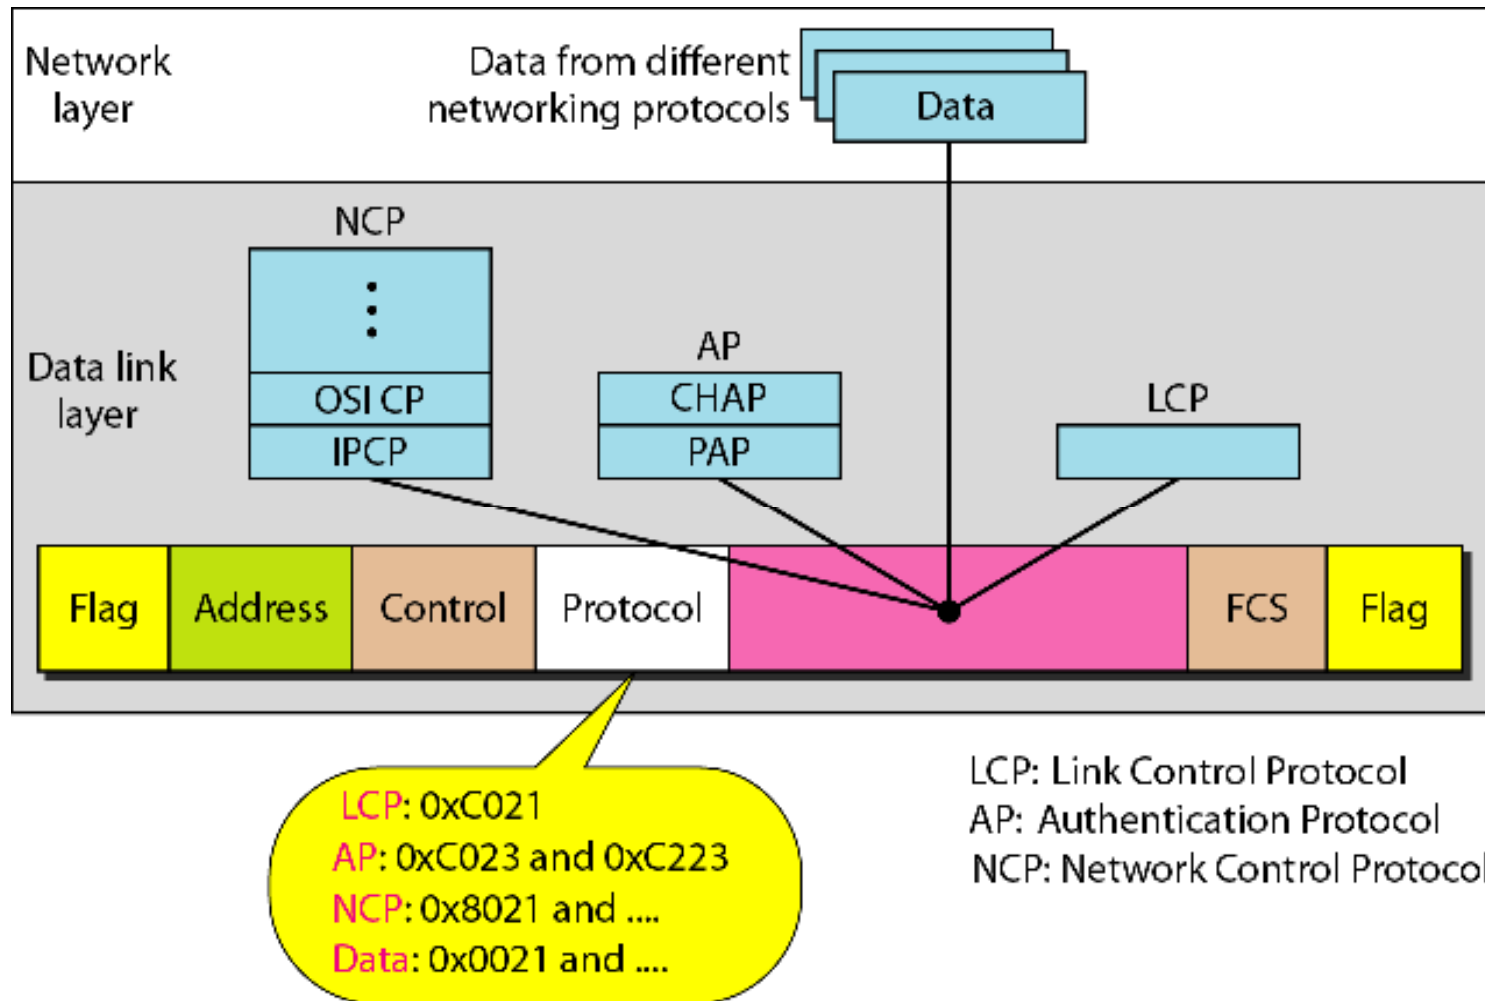 Network
layer
Data from different
networking protocols
Data
NCP
OSI CP
IPCP
Data link
layer
AP
CHAP
PAP
LCP
Flag
Address
Control
Protocol
FCS
Flag
LCP: 0xC021
AP: 0xC023 and 0xC223
NCP: 0x8021 and ....
Data: 0x0021 and ....
LCP: Link Control Protocol
AP: Authentication Protocol
NCP: Network Control Protocol